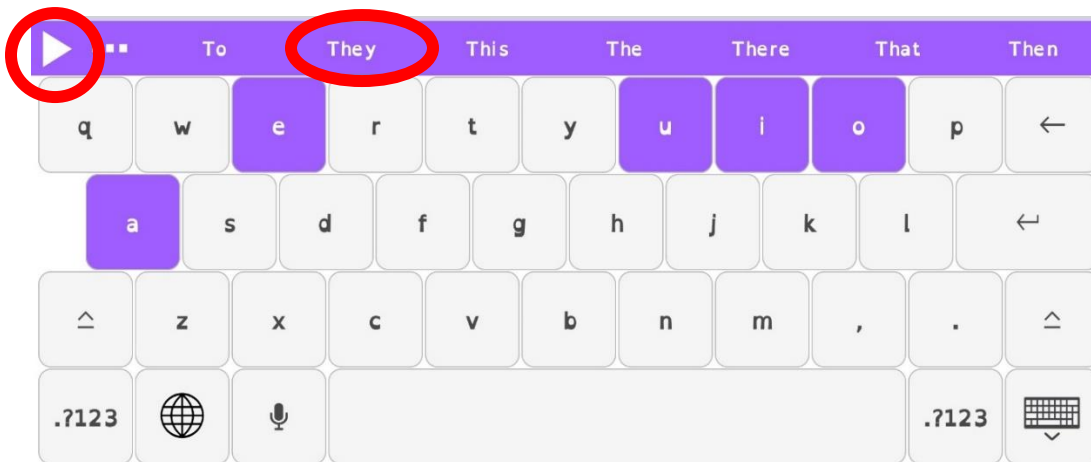 To They This The There That Then
q w e r t y u i o p
a s d f g h j k l
z x c v b n m , .
.?123 .?123